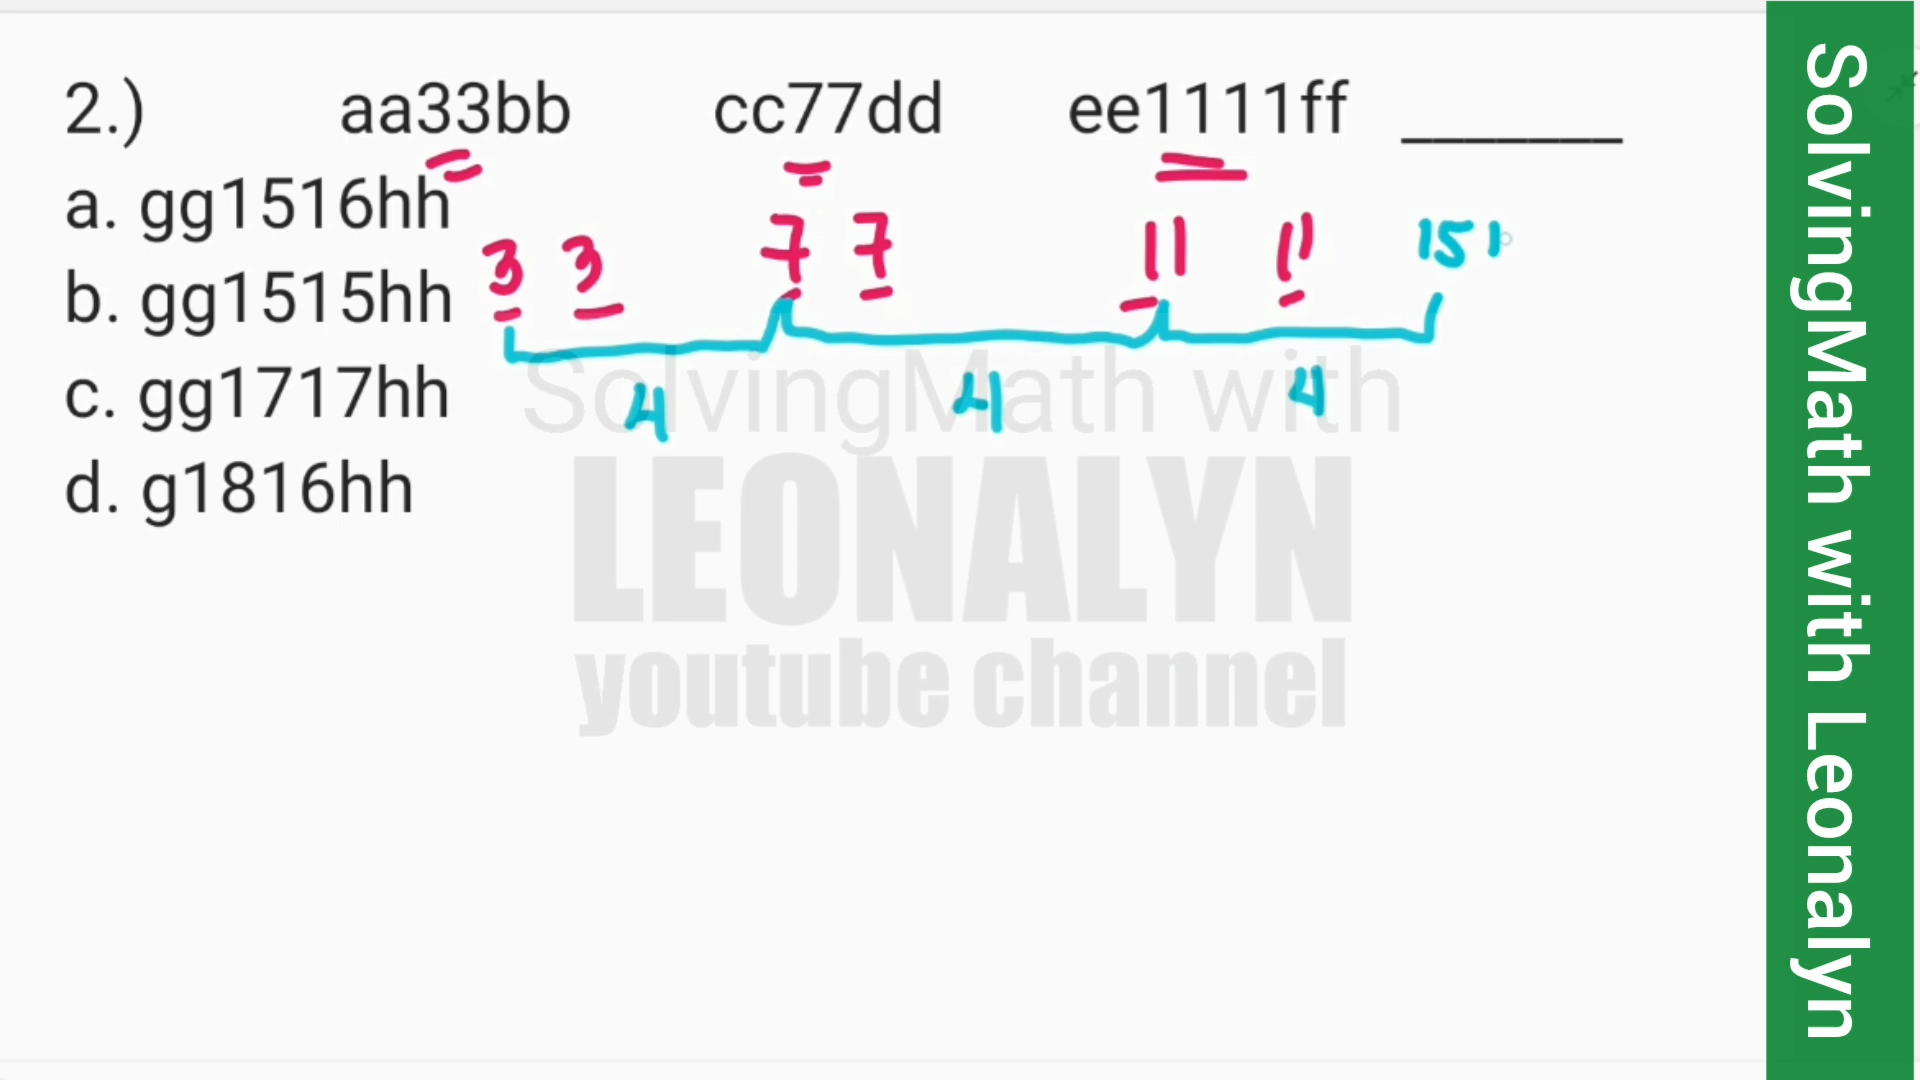 2.) aa33bb cc77dd ee1111ff _______
a. gg1516hh
3 3 7 7 11 11 151
b. gg1515hh
c. gg1717hh
4 4 4
d. g1816hh
SolvingMath with
LEONALYN
youtube channel
SolvingMath with Leonalyn